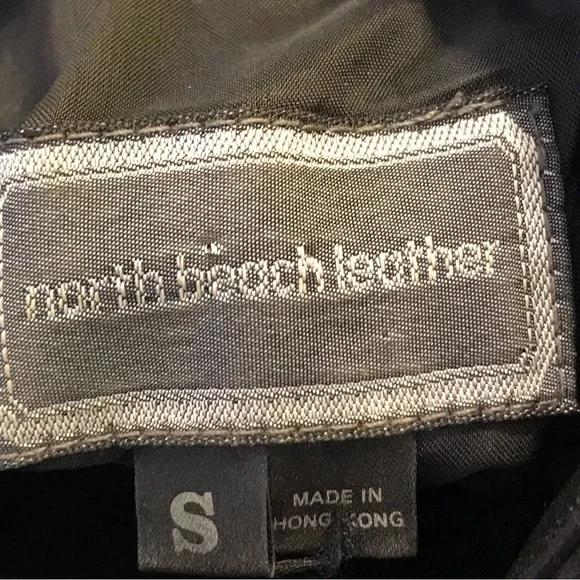 north beach leather
S
MADE IN
HONG KONG